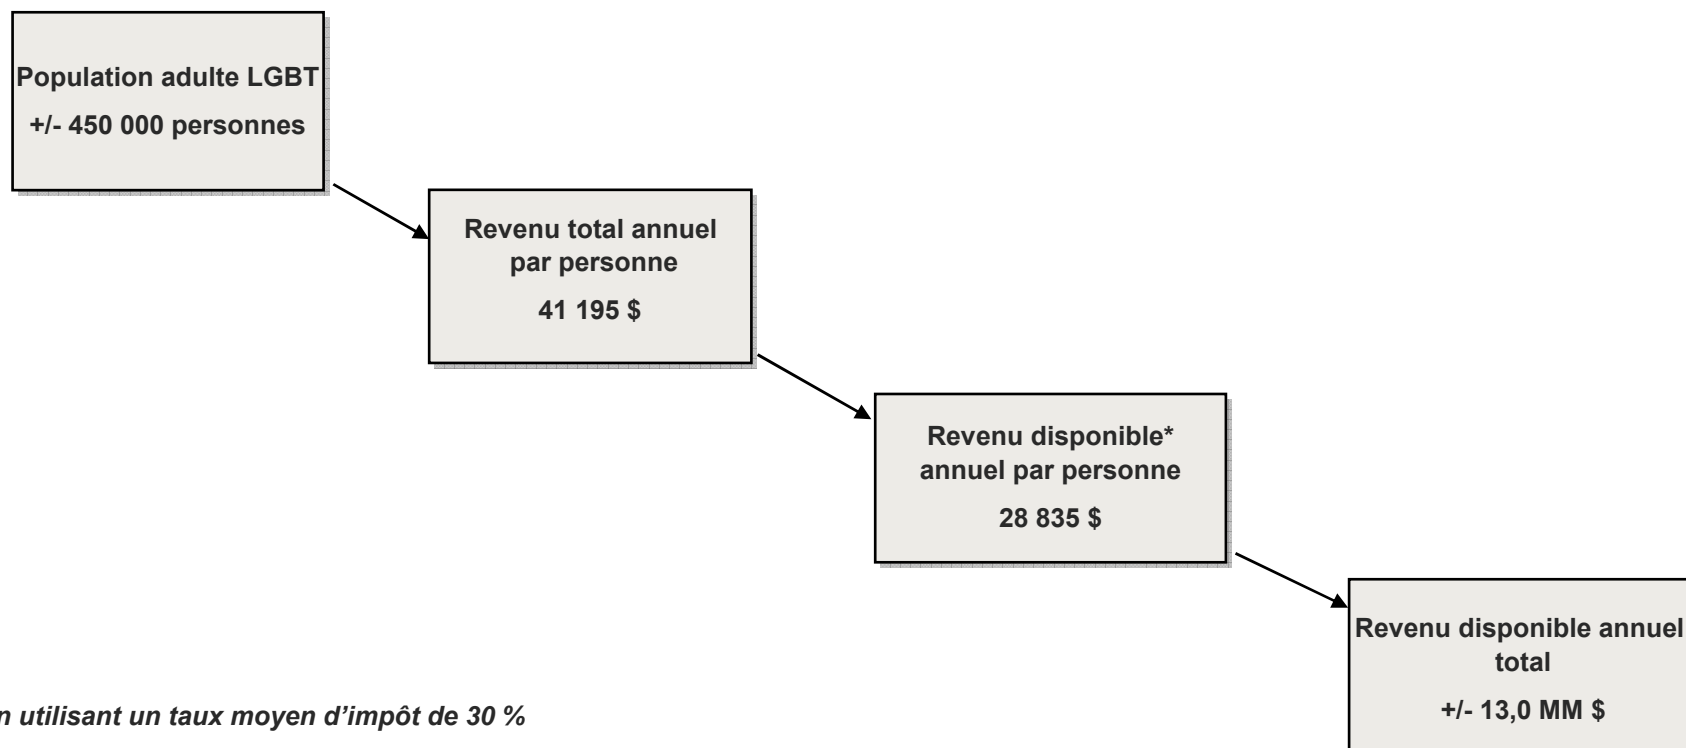 Population adulte LGBT
+/- 450 000 personnes
Revenu total annuel
par personne
41 195 $
Revenu disponible*
annuel par personne
28 835 $
Revenu disponible annuel
total
+/- 13,0 MM $
n utilisant un taux moyen d’impôt de 30 %